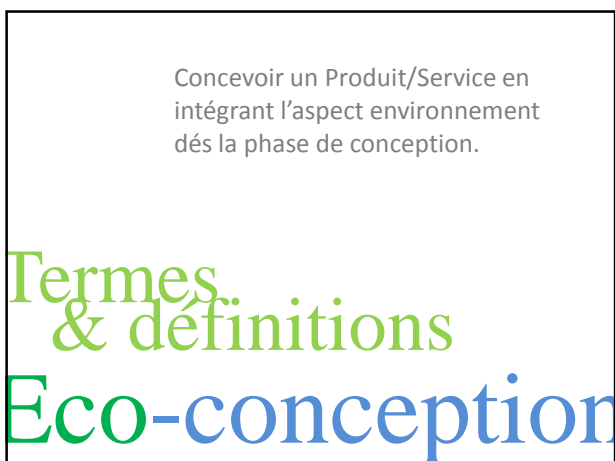 Concevoir un Produit/Service en
intégrant l’aspect environnement
dés la phase de conception.
Termes
& définitions
Eco-conception